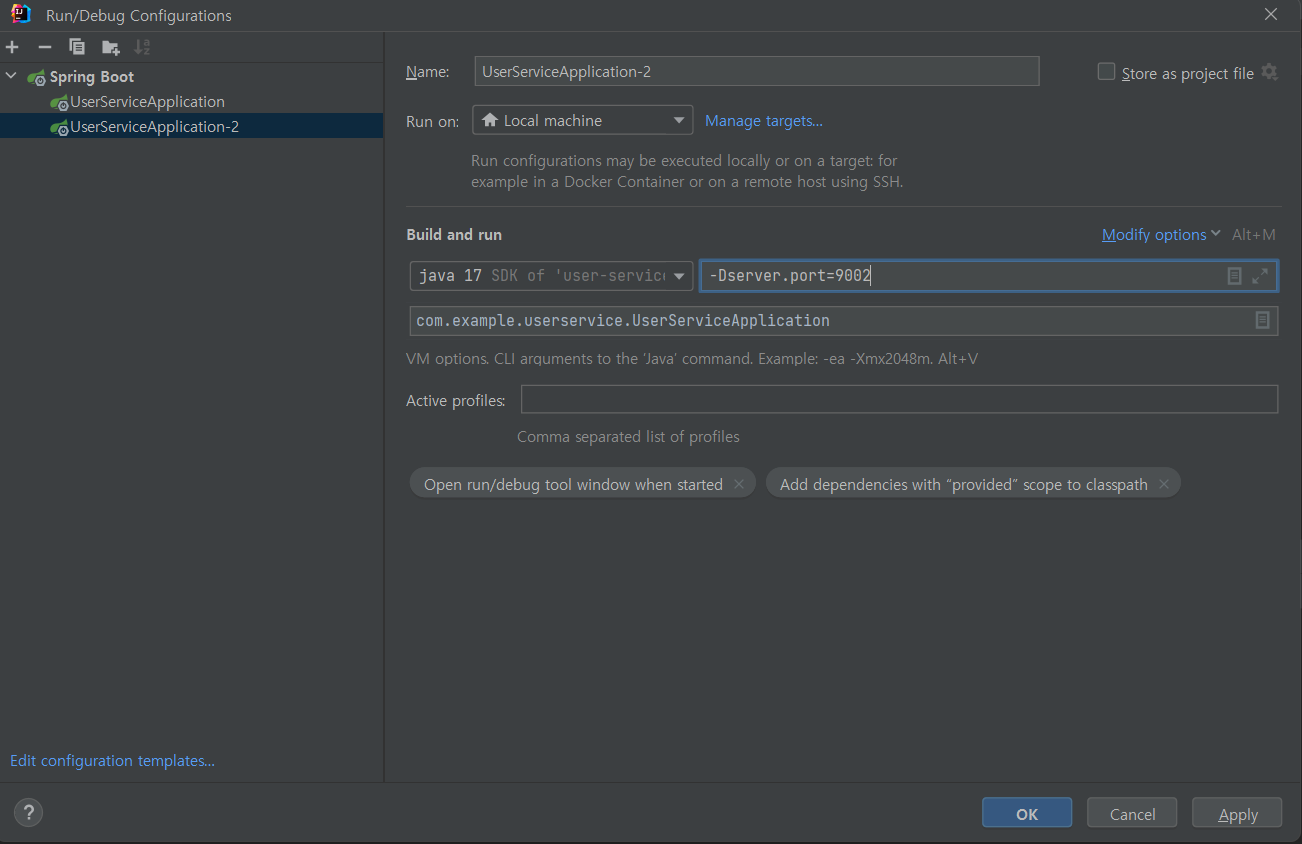 Run/Debug Configurations
Spring Boot
UserServiceApplication
UserServiceApplication-2
Edit configuration templates...
Name: UserServiceApplication-2 Store as project file
Run on: Local machine Manage targets...
Run configurations may be executed locally or on a target: for
example in a Docker Container or on a remote host using SSH.
Build and run Modify options Alt+M
java 17 SDK of 'user-service -Dserver.port=9002
com.example.userservice.UserServiceApplication
VM options. CLI arguments to the 'Java' command. Example: -ea -Xmx2048m. Alt+V
Active profiles:
Comma separated list of profiles
Open run/debug tool window when started × Add dependencies with “provided” scope to classpath ×
? OK Cancel Apply